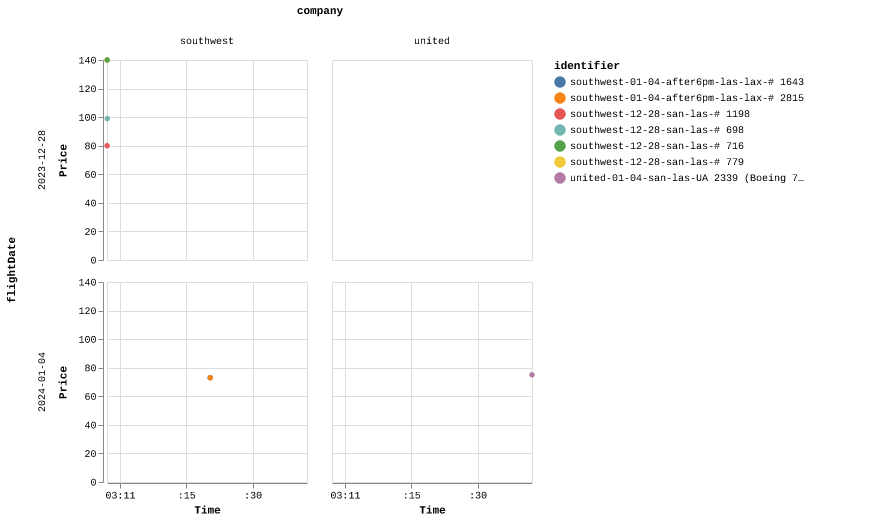 company
southwest
united
identifier
southwest-01-04-after6pm-las-lax-# 1643
southwest-01-04-after6pm-las-lax-# 2815
southwest-12-28-san-las-# 1198
southwest-12-28-san-las-# 698
southwest-12-28-san-las-# 716
southwest-12-28-san-las-# 779
united-01-04-san-las-UA 2339 (Boeing 7…
flightDate
2023-12-28
Price
140
120
100
80
60
40
20
0
2024-01-04
Price
140
120
100
80
60
40
20
0
03:11 :15 :30
Time
03:11 :15 :30
Time